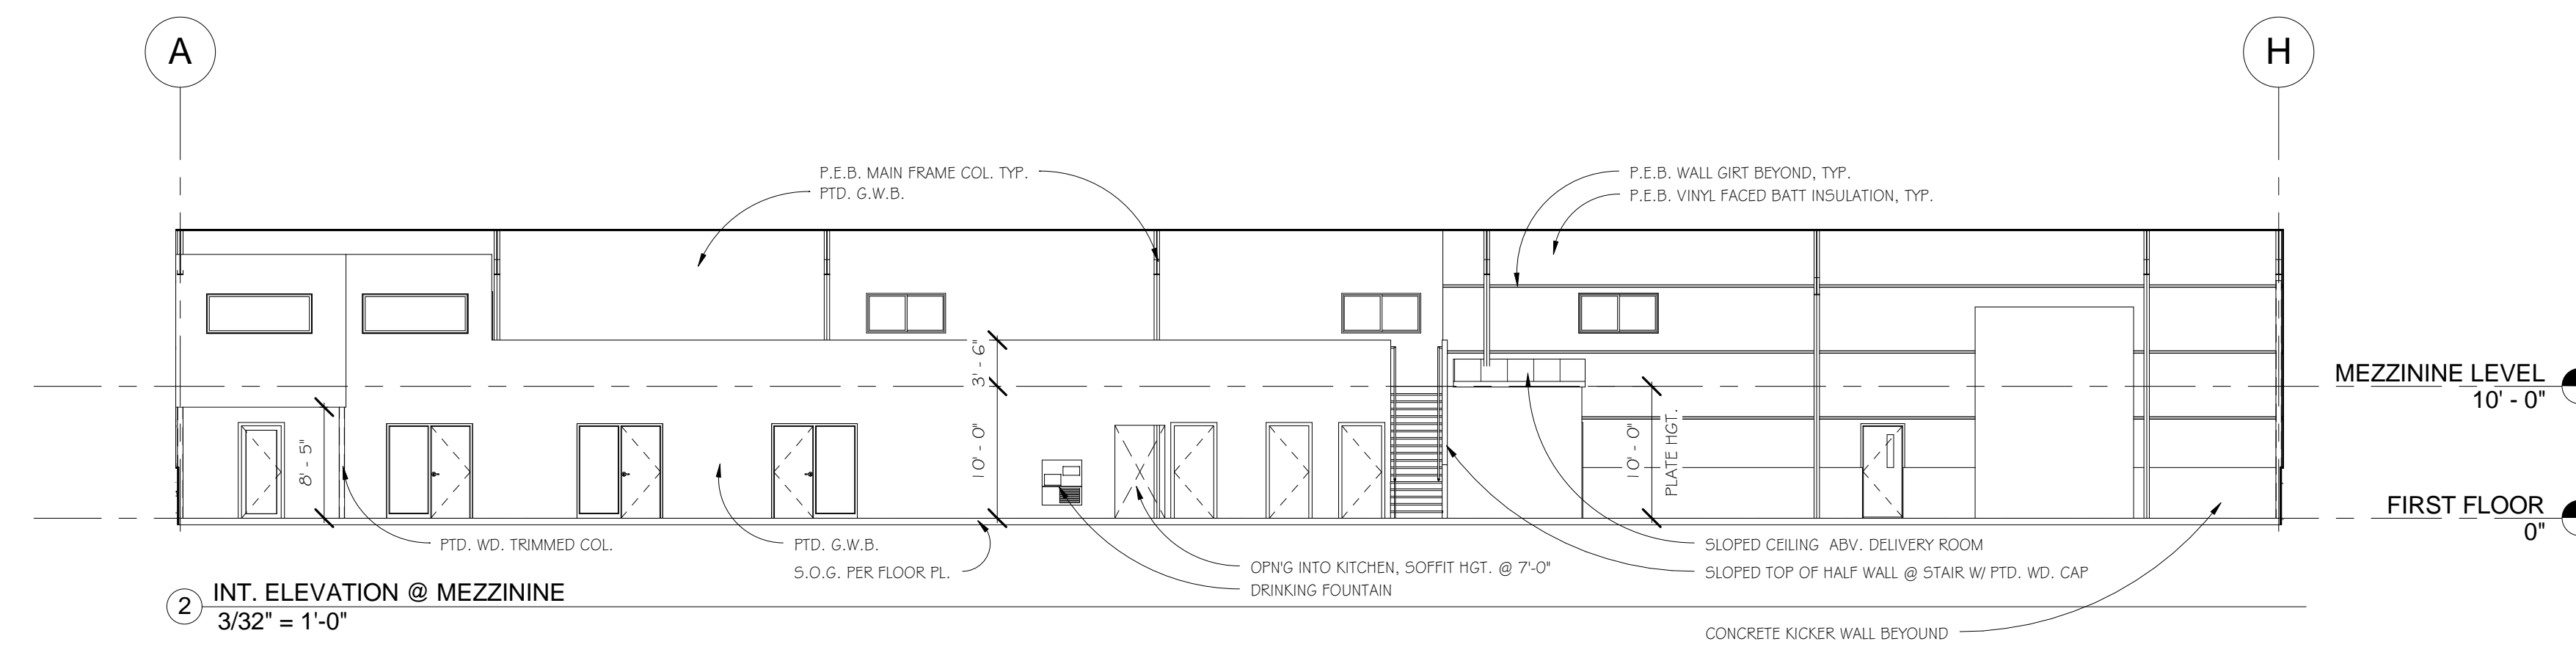 A
H
P.E.B. MAIN FRAME COL. TYP.
PTD. G.W.B.
P.E.B. WALL GIRT BEYOND, TYP.
P.E.B. VINYL FACED BATT INSULATION, TYP.
3' - 6"
MEZZININE LEVEL
10' - 0"
8' - 5"
10' - 0"
10' - 0"
PLATE HGT.
FIRST FLOOR
0"
PTD. WD. TRIMMED COL.
PTD. G.W.B.
S.O.G. PER FLOOR PL.
OPN'G INTO KITCHEN, SOFFIT HGT. @ 7'-0"
DRINKING FOUNTAIN
SLOPED CEILING ABV. DELIVERY ROOM
SLOPED TOP OF HALF WALL @ STAIR W/ PTD. WD. CAP
CONCRETE KICKER WALL BEYOUND
2
INT. ELEVATION @ MEZZININE
3/32" = 1'-0"